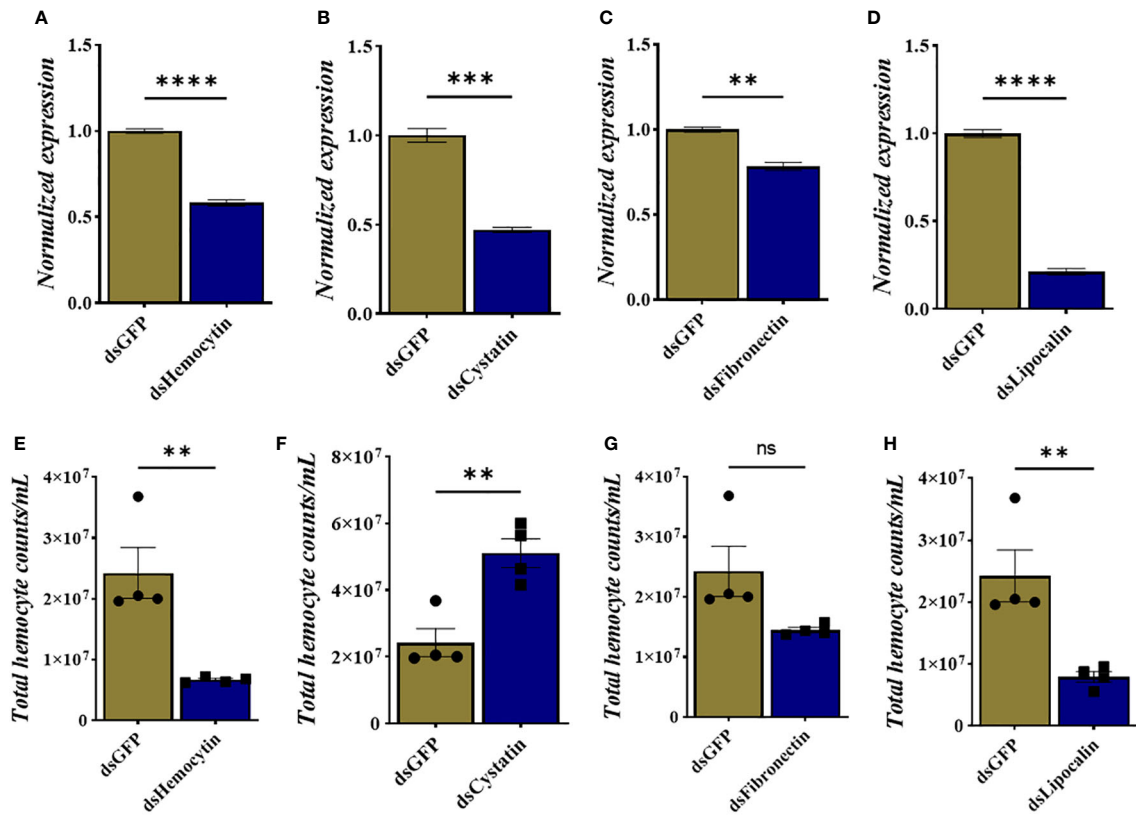 A
Normalized expression
1.5
1.0
0.5
0.0
****
dsGFP
dsHemocytin
B
Normalized expression
1.5
1.0
0.5
0.0
***
dsGFP
dsCystatin
C
Normalized expression
1.5
1.0
0.5
0.0
**
dsGFP
dsFibronectin
D
Normalized expression
1.5
1.0
0.5
0.0
****
dsGFP
dsLipocalin
E
Total hemocyte counts/mL
4×10⁷
3×10⁷
2×10⁷
1×10⁷
0
**
dsGFP
dsHemocytin
F
Total hemocyte counts/mL
8×10⁷
6×10⁷
4×10⁷
2×10⁷
0
**
dsGFP
dsCystatin
G
Total hemocyte counts/mL
4×10⁷
3×10⁷
2×10⁷
1×10⁷
0
ns
dsGFP
dsFibronectin
H
Total hemocyte counts/mL
4×10⁷
3×10⁷
2×10⁷
1×10⁷
0
**
dsGFP
dsLipocalin